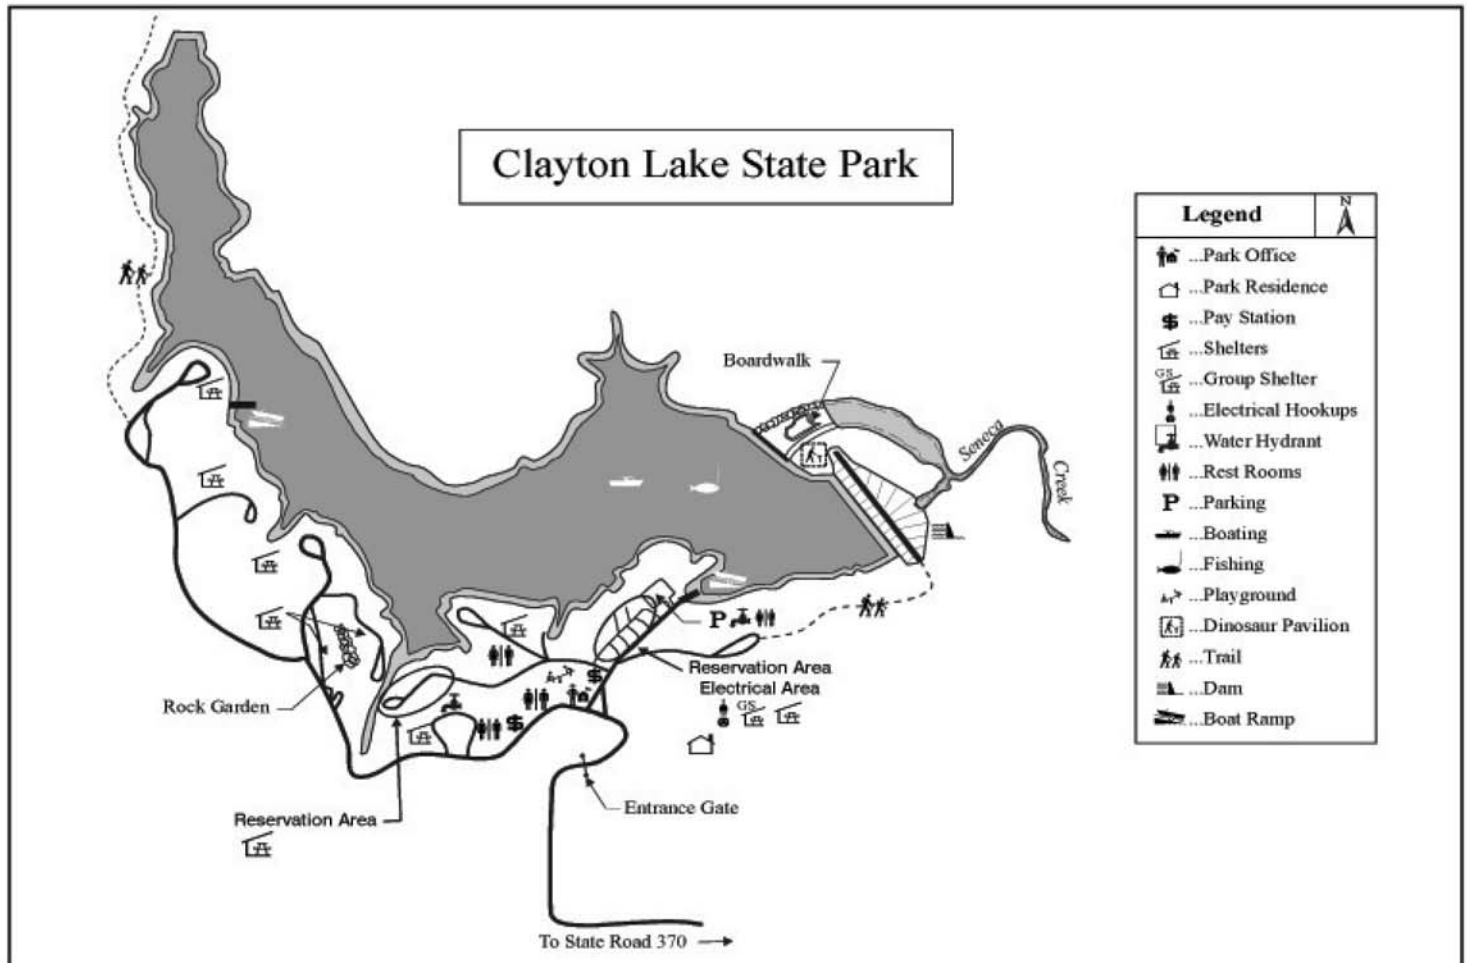 Clayton Lake State Park
Legend
N
...Park Office
...Park Residence
$ ...Pay Station
...Shelters
GS ...Group Shelter
...Electrical Hookups
...Water Hydrant
...Rest Rooms
P ...Parking
...Boating
...Fishing
...Playground
...Dinosaur Pavilion
...Trail
...Dam
...Boat Ramp
Boardwalk
Seneca
Creek
P
Reservation Area
Electrical Area
GS
$
$
Rock Garden
Entrance Gate
Reservation Area
To State Road 370